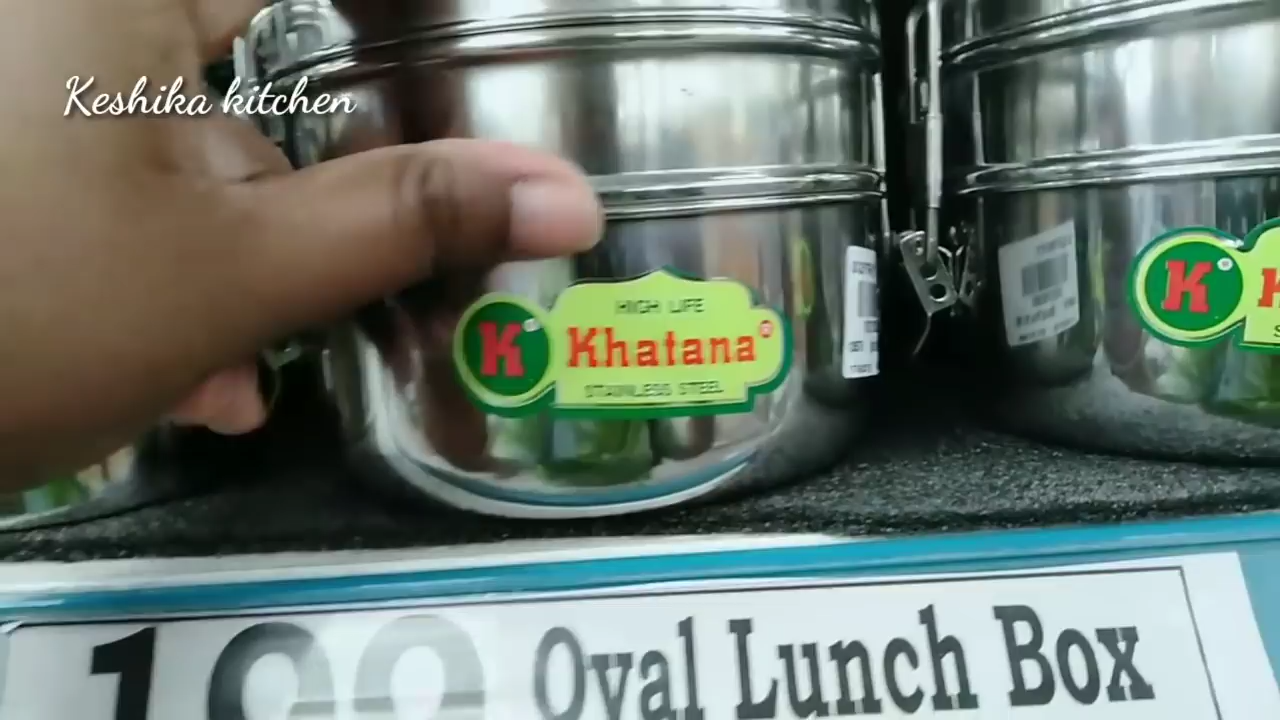 Keshika kitchen
HIGH LIFE
K® Khatana®
STAINLESS STEEL
K®
Oval Lunch Box